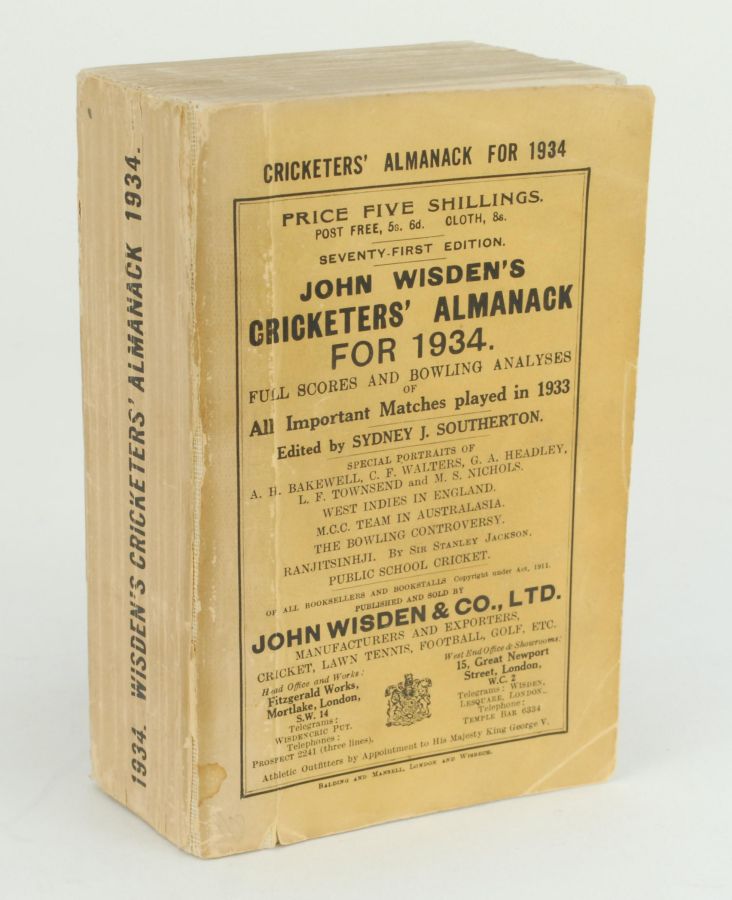 1934. WISDEN'S CRICKETERS' ALMANACK 1934.
CRICKETERS' ALMANACK FOR 1934
PRICE FIVE SHILLINGS.
POST FREE, 5s. 6d. CLOTH, 8s.
SEVENTY-FIRST EDITION.
JOHN WISDEN'S
CRICKETERS' ALMANACK
FOR 1934.
FULL SCORES AND BOWLING ANALYSES
OF
All Important Matches played in 1933
Edited by SYDNEY J. SOUTHERTON.
SPECIAL PORTRAITS OF
A. H. BAKEWELL, C. F. WALTERS, G. A. HEADLEY,
L. F. TOWNSEND and M. S. NICHOLS.
WEST INDIES IN ENGLAND.
M.C.C. TEAM IN AUSTRALASIA.
THE BOWLING CONTROVERSY.
RANJITSINHJI. By Sir Stanley Jackson.
PUBLIC SCHOOL CRICKET.
OF ALL BOOKSELLERS AND BOOKSTALLS Copyright under Act, 1911.
PUBLISHED AND SOLD BY
JOHN WISDEN & CO., LTD.
MANUFACTURERS AND EXPORTERS,
CRICKET, LAWN TENNIS, FOOTBALL, GOLF, ETC.
Head Office and Works:
Fitzgerald Works,
Mortlake, London,
S.W. 14
Telegrams:
Wisdencric Put.
Telephones:
Prospect 2241 (three lines),
West End Office & Showrooms:
15, Great Newport
Street, London,
W.C. 2
Telegrams: Wisden,
Lesquare, London.
Telephone:
Temple Bar 6334
Athletic Outfitters by Appointment to His Majesty King George V.
Balding and Mansell, London and Wisbech.